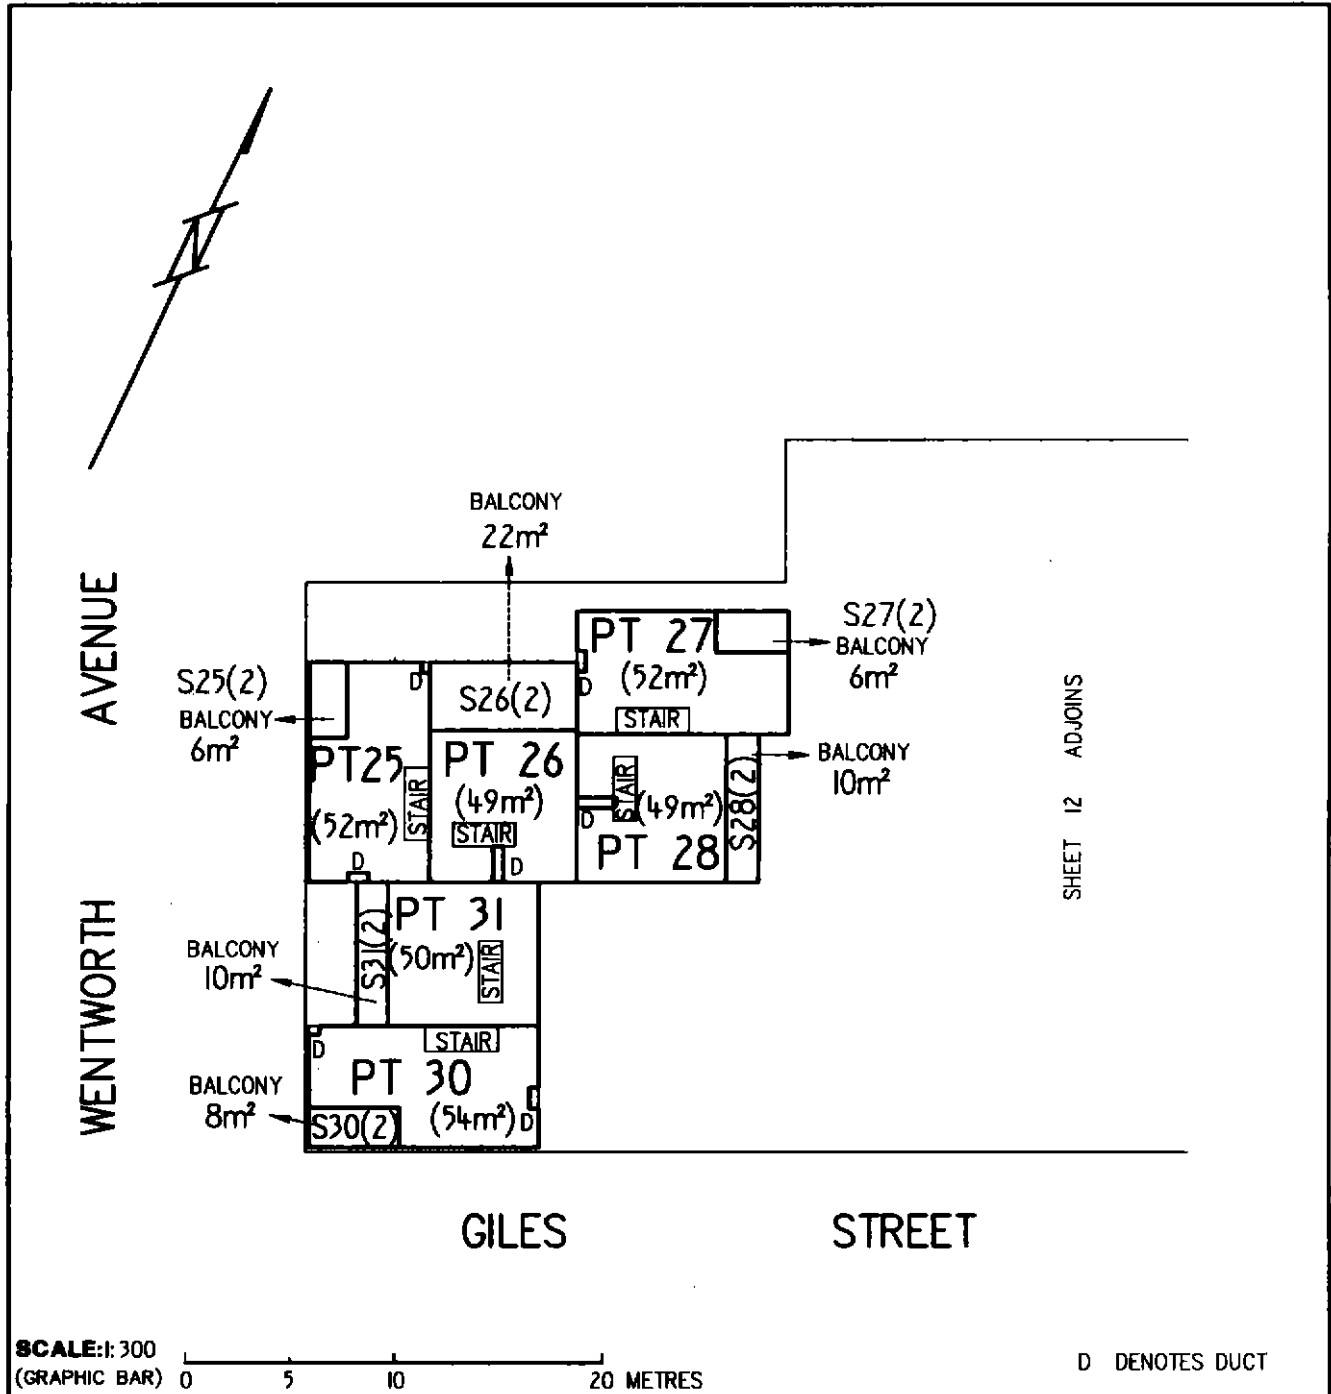 N
BALCONY
22m²
AVENUE
WENTWORTH
S25(2)
BALCONY
6m²
D
S26(2)
PT 27
(52m²)
D
STAIR
S27(2)
BALCONY
6m²
PT25
(52m²)
STAIR
D
PT 26
(49m²)
STAIR
D
STAIR
(49m²)
D
PT 28
S28(2)
BALCONY
10m²
SHEET 12 ADJOINS
BALCONY
10m²
S31(2)
PT 31
(50m²)
STAIR
D
STAIR
PT 30
(54m²)
D
BALCONY
8m²
S30(2)
GILES STREET
SCALE:1:300
(GRAPHIC BAR) 0 5 10 20 METRES
D DENOTES DUCT